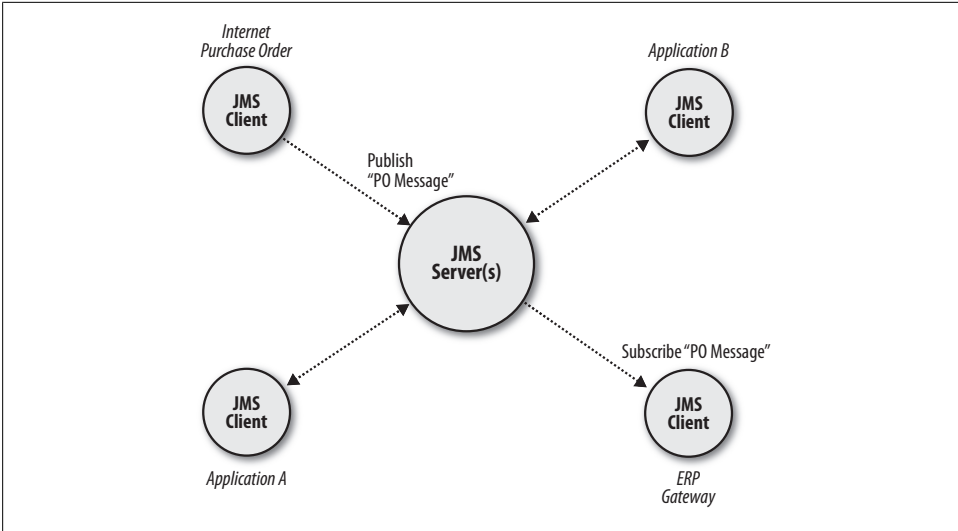 Internet
Purchase Order
JMS
Client
Application B
JMS
Client
Publish
“PO Message”
JMS
Server(s)
Subscribe “PO Message”
JMS
Client
Application A
JMS
Client
ERP
Gateway